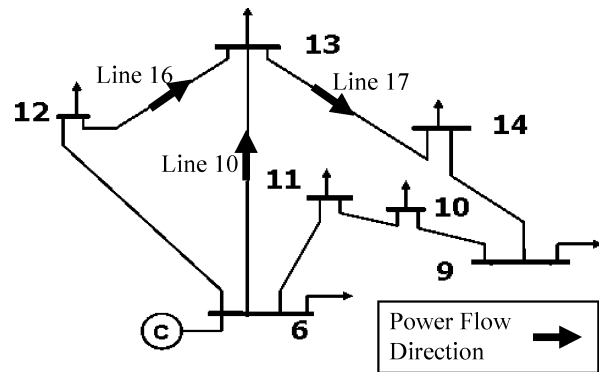 13
Line 16
Line 17
12
14
Line 10
11
10
9
C
6
Power Flow
Direction